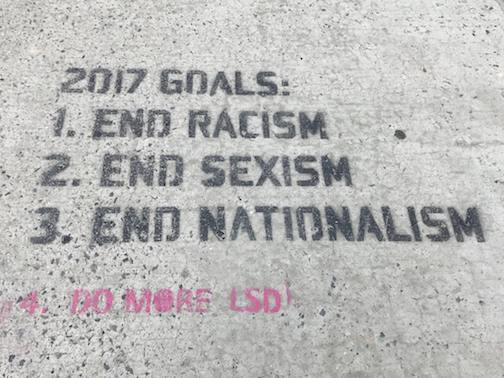 2017 GOALS:
1. END RACISM
2. END SEXISM
3. END NATIONALISM
4. DO MORE LSD!